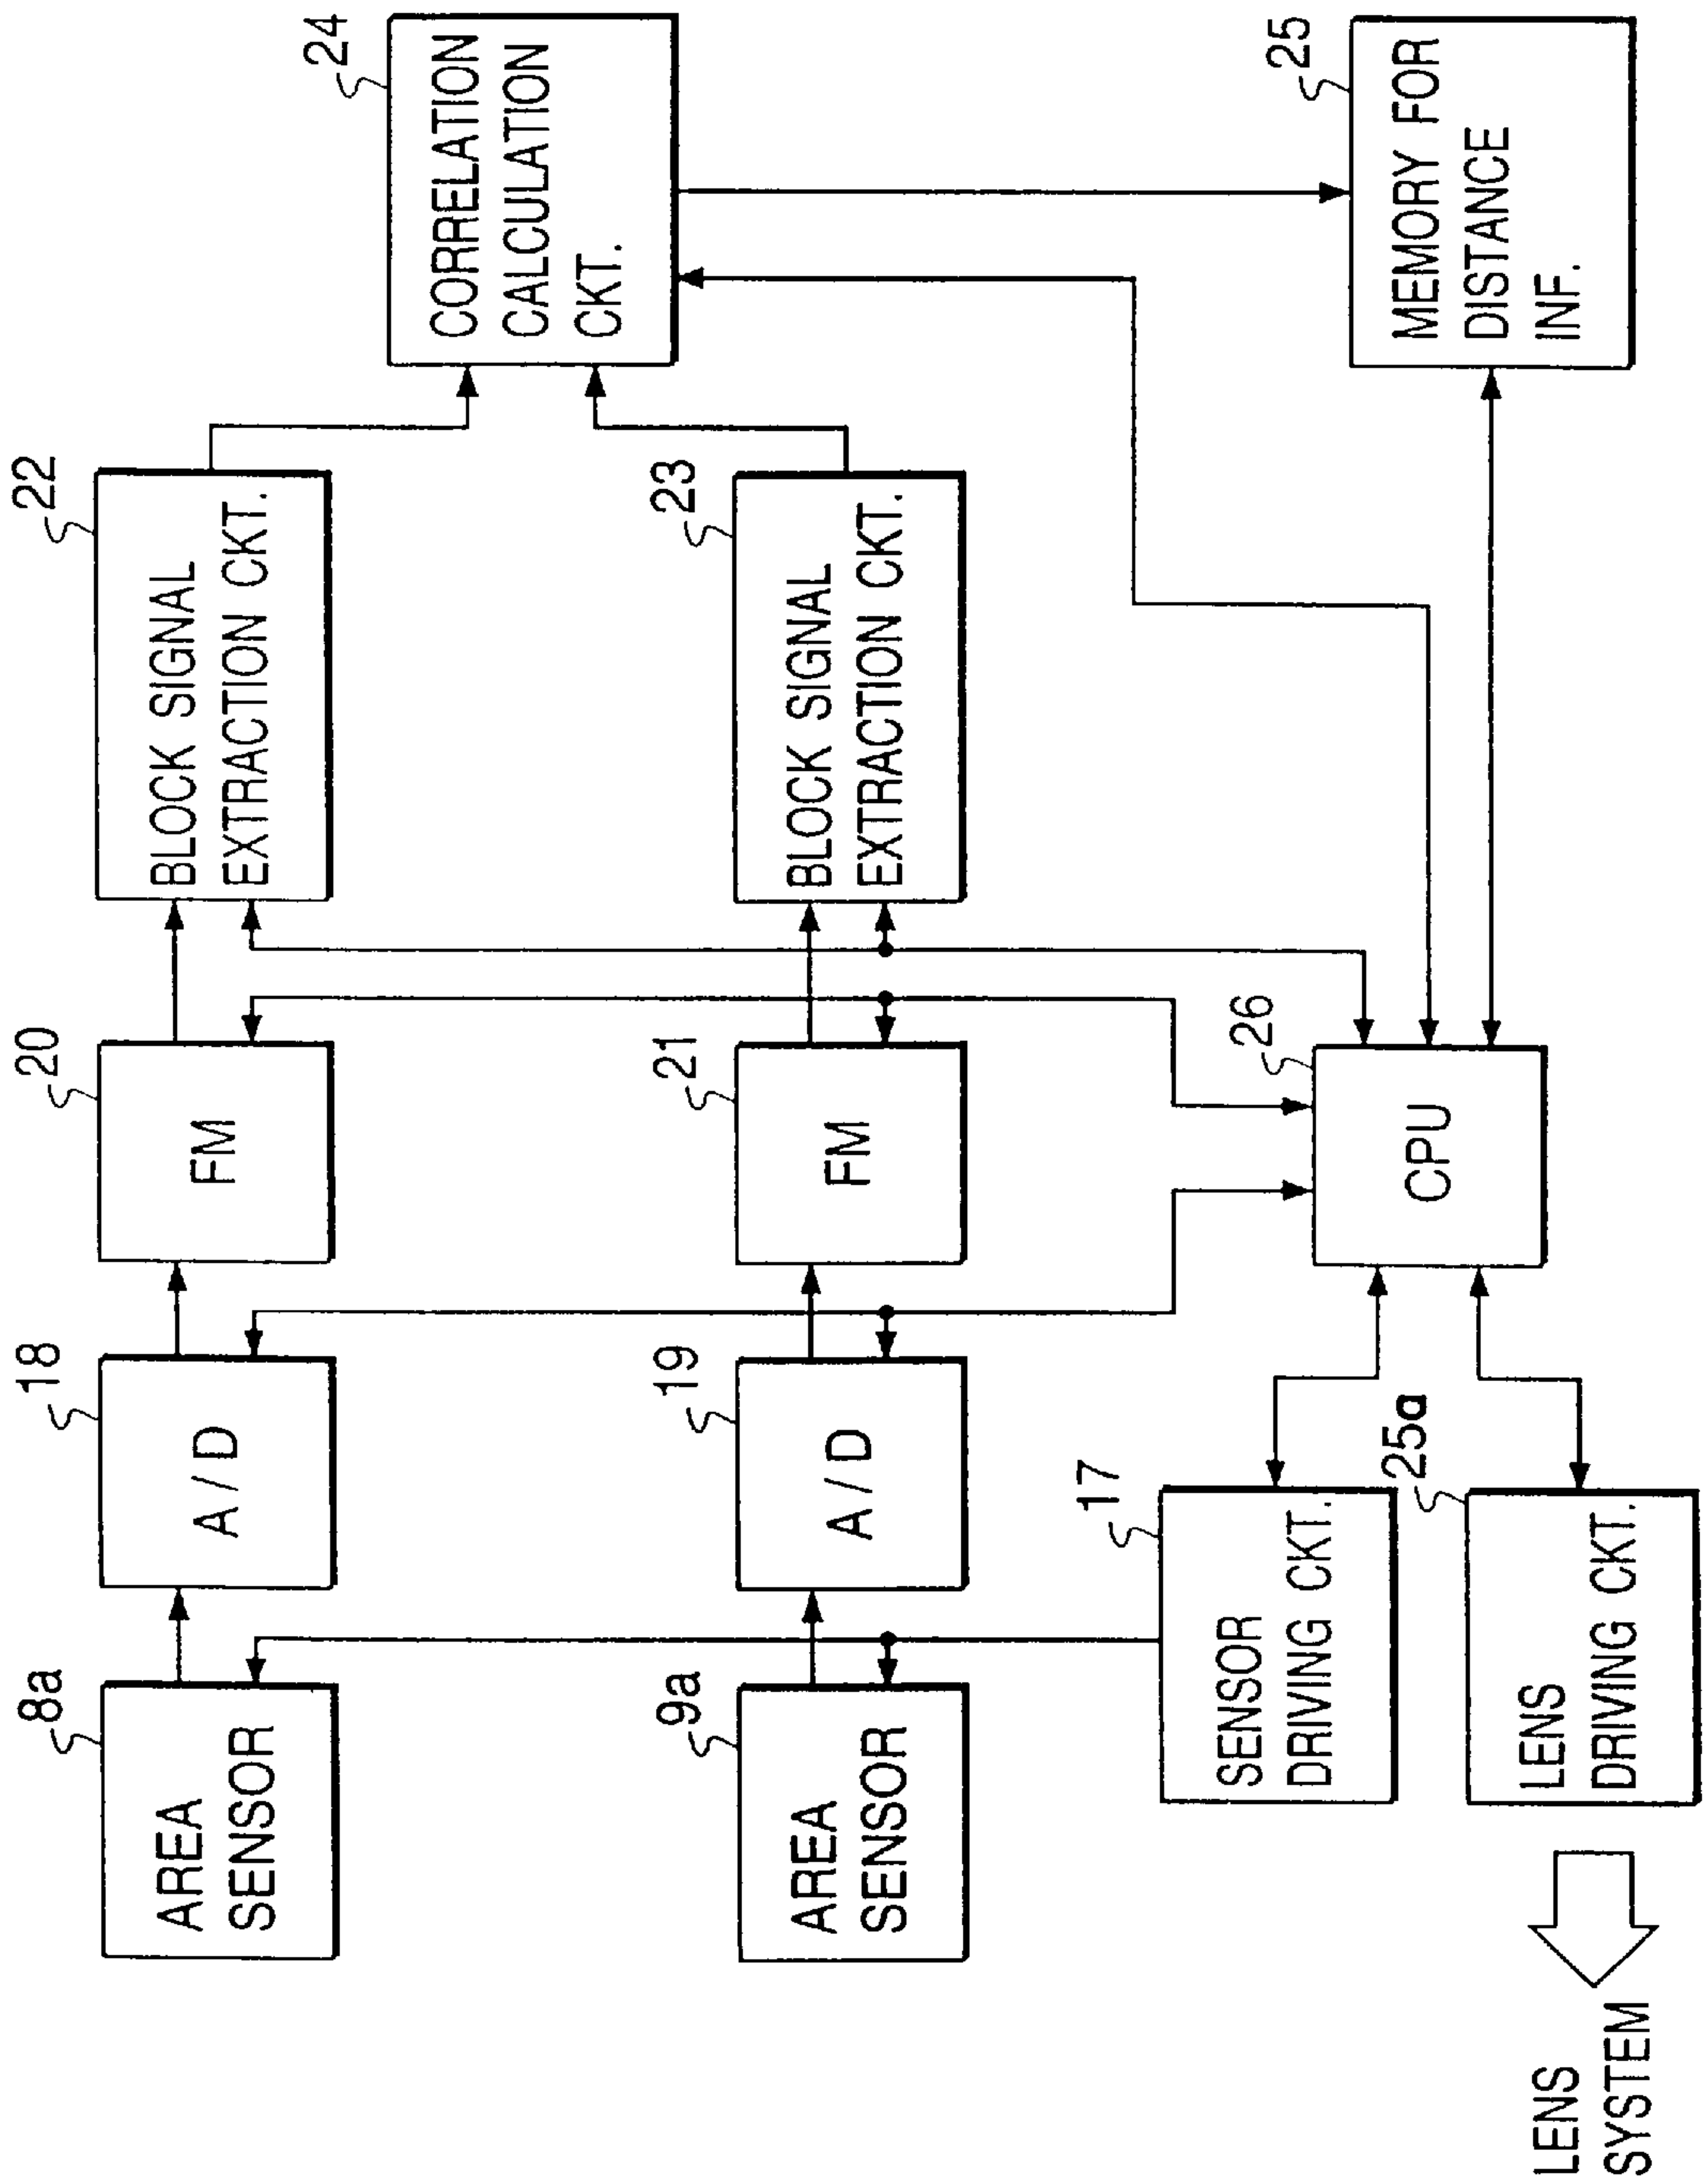 8a
AREA
SENSOR
18
A/D
20
FM
22
BLOCK SIGNAL
EXTRACTION CKT.
24
CORRELATION
CALCULATION
CKT.
9a
AREA
SENSOR
19
A/D
21
FM
23
BLOCK SIGNAL
EXTRACTION CKT.
17
SENSOR
DRIVING CKT.
25a
LENS
DRIVING CKT.
26
CPU
25
MEMORY FOR
DISTANCE
INF.
LENS
SYSTEM